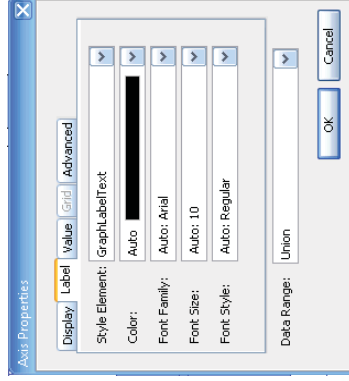 Axis Properties
Display Label Value Grid Advanced
Style Element: GraphLabelText
Color: Auto
Font Family: Auto: Arial
Font Size: Auto: 10
Font Style: Auto: Regular
Data Range: Union
OK Cancel